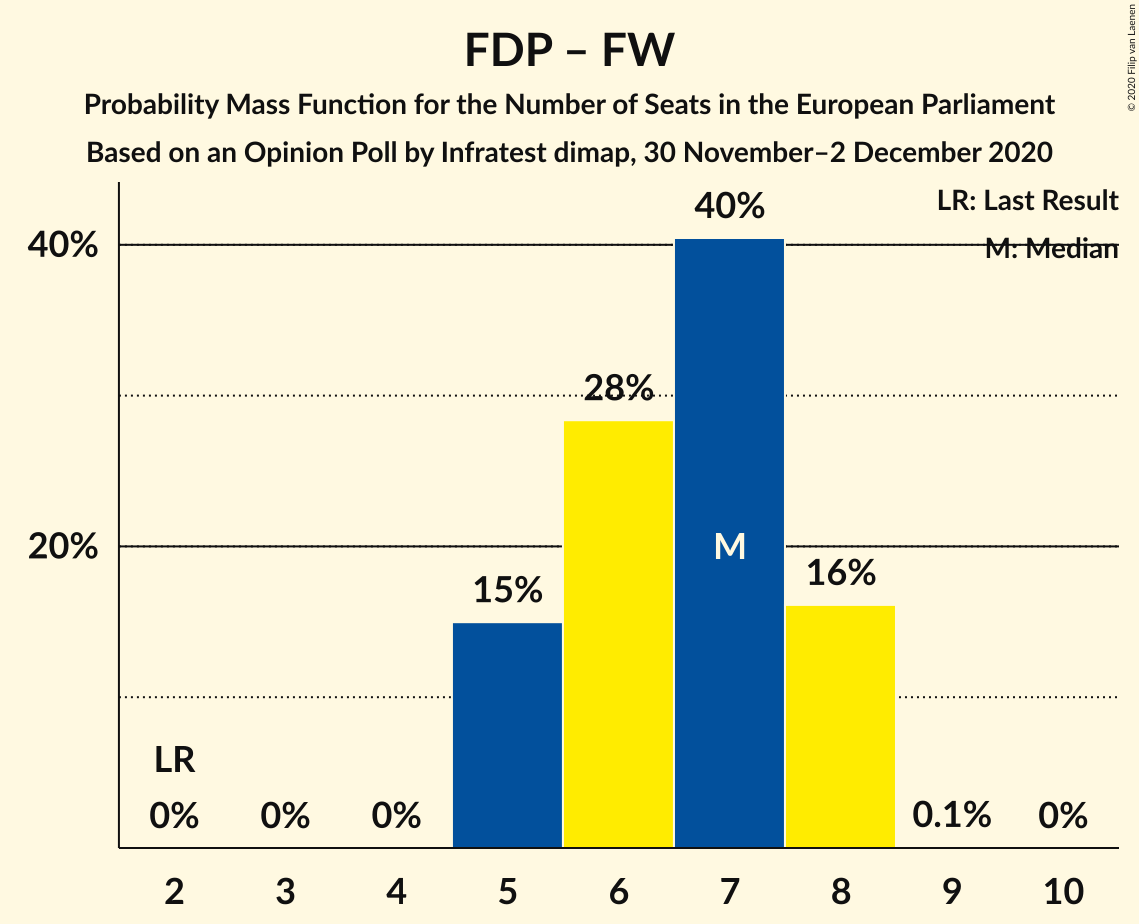 FDP – FW
Probability Mass Function for the Number of Seats in the European Parliament
Based on an Opinion Poll by Infratest dimap, 30 November–2 December 2020
© 2020 Filip van Laenen
LR: Last Result
M: Median
40%
20%
40%
28%
M
16%
15%
LR
0%
0%
0%
0.1%
0%
2 3 4 5 6 7 8 9 10